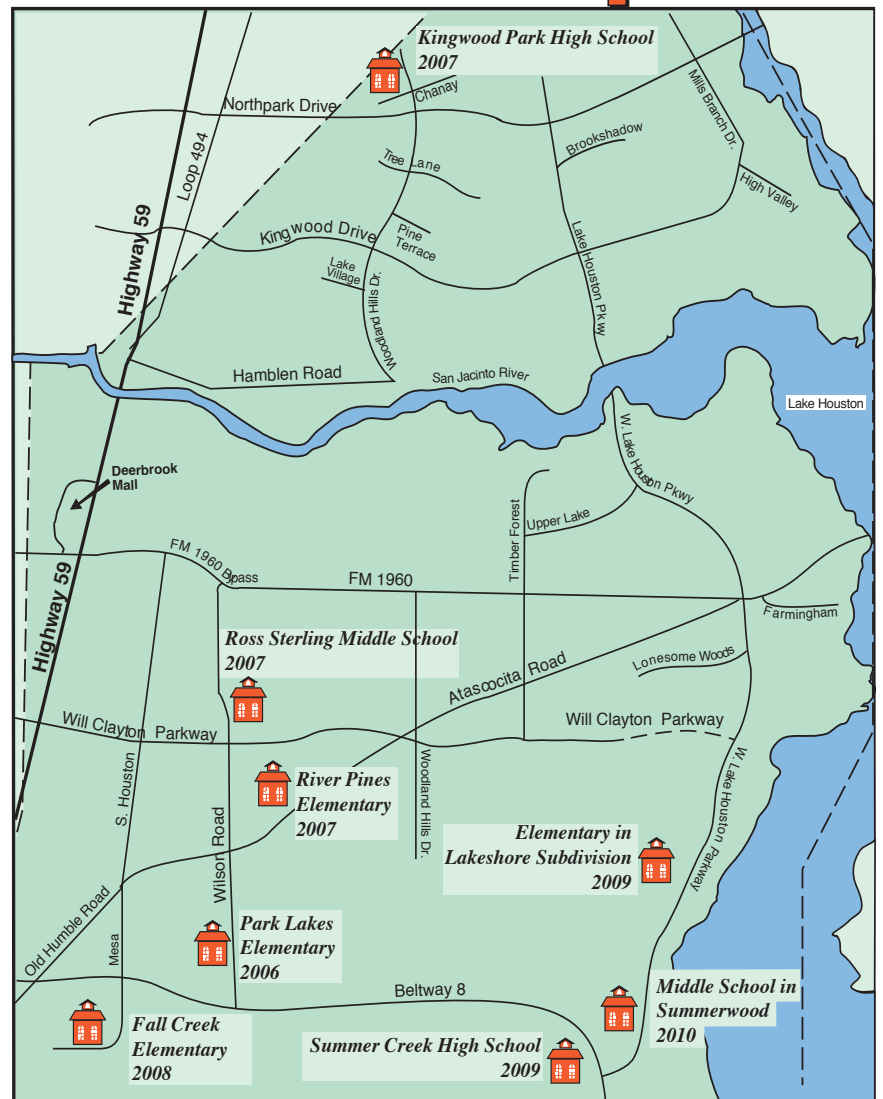 Kingwood Park High School
2007
Chanay
Northpark Drive
Mills Branch Dr.
Loop 494
Brookshadow
Tree Lane
High Valley
Highway 59
Kingwood Drive
Pine
Terrace
Lake Houston Pkwy
Lake
Village
Woodland Hills Dr.
Hamblen Road
San Jacinto River
Lake Houston
W. Lake Houston Pkwy
Deerbrook
Mall
Timber Forest
Upper Lake
FM 1960 Bypass
FM 1960
Highway 59
Farmingham
Ross Sterling Middle School
2007
Atascocita Road
Lonesome Woods
Will Clayton Parkway
Will Clayton Parkway
S. Houston
Woodland Hills Dr.
W. Lake Houston Parkway
River Pines
Elementary
2007
Wilson Road
Elementary in
Lakeshore Subdivision
2009
Old Humble Road
Mesa
Park Lakes
Elementary
2006
Beltway 8
Middle School in
Summerwood
2010
Fall Creek
Elementary
2008
Summer Creek High School
2009